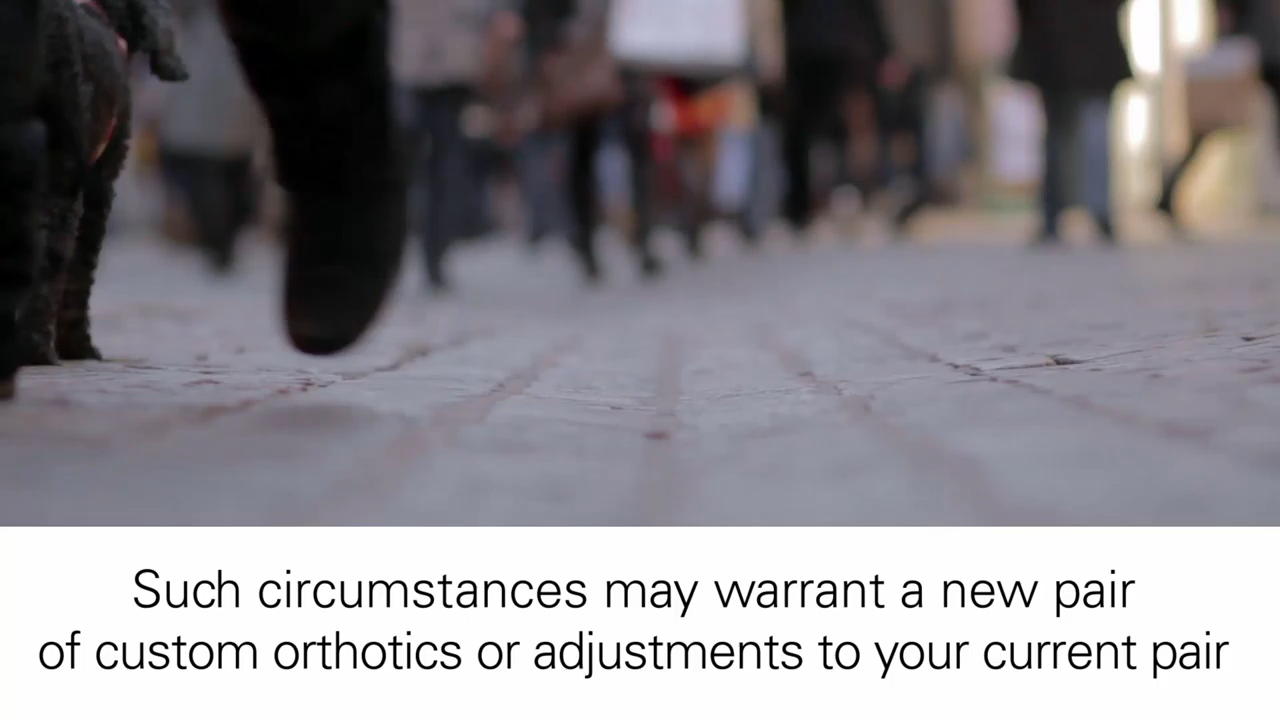 Such circumstances may warrant a new pair
of custom orthotics or adjustments to your current pair